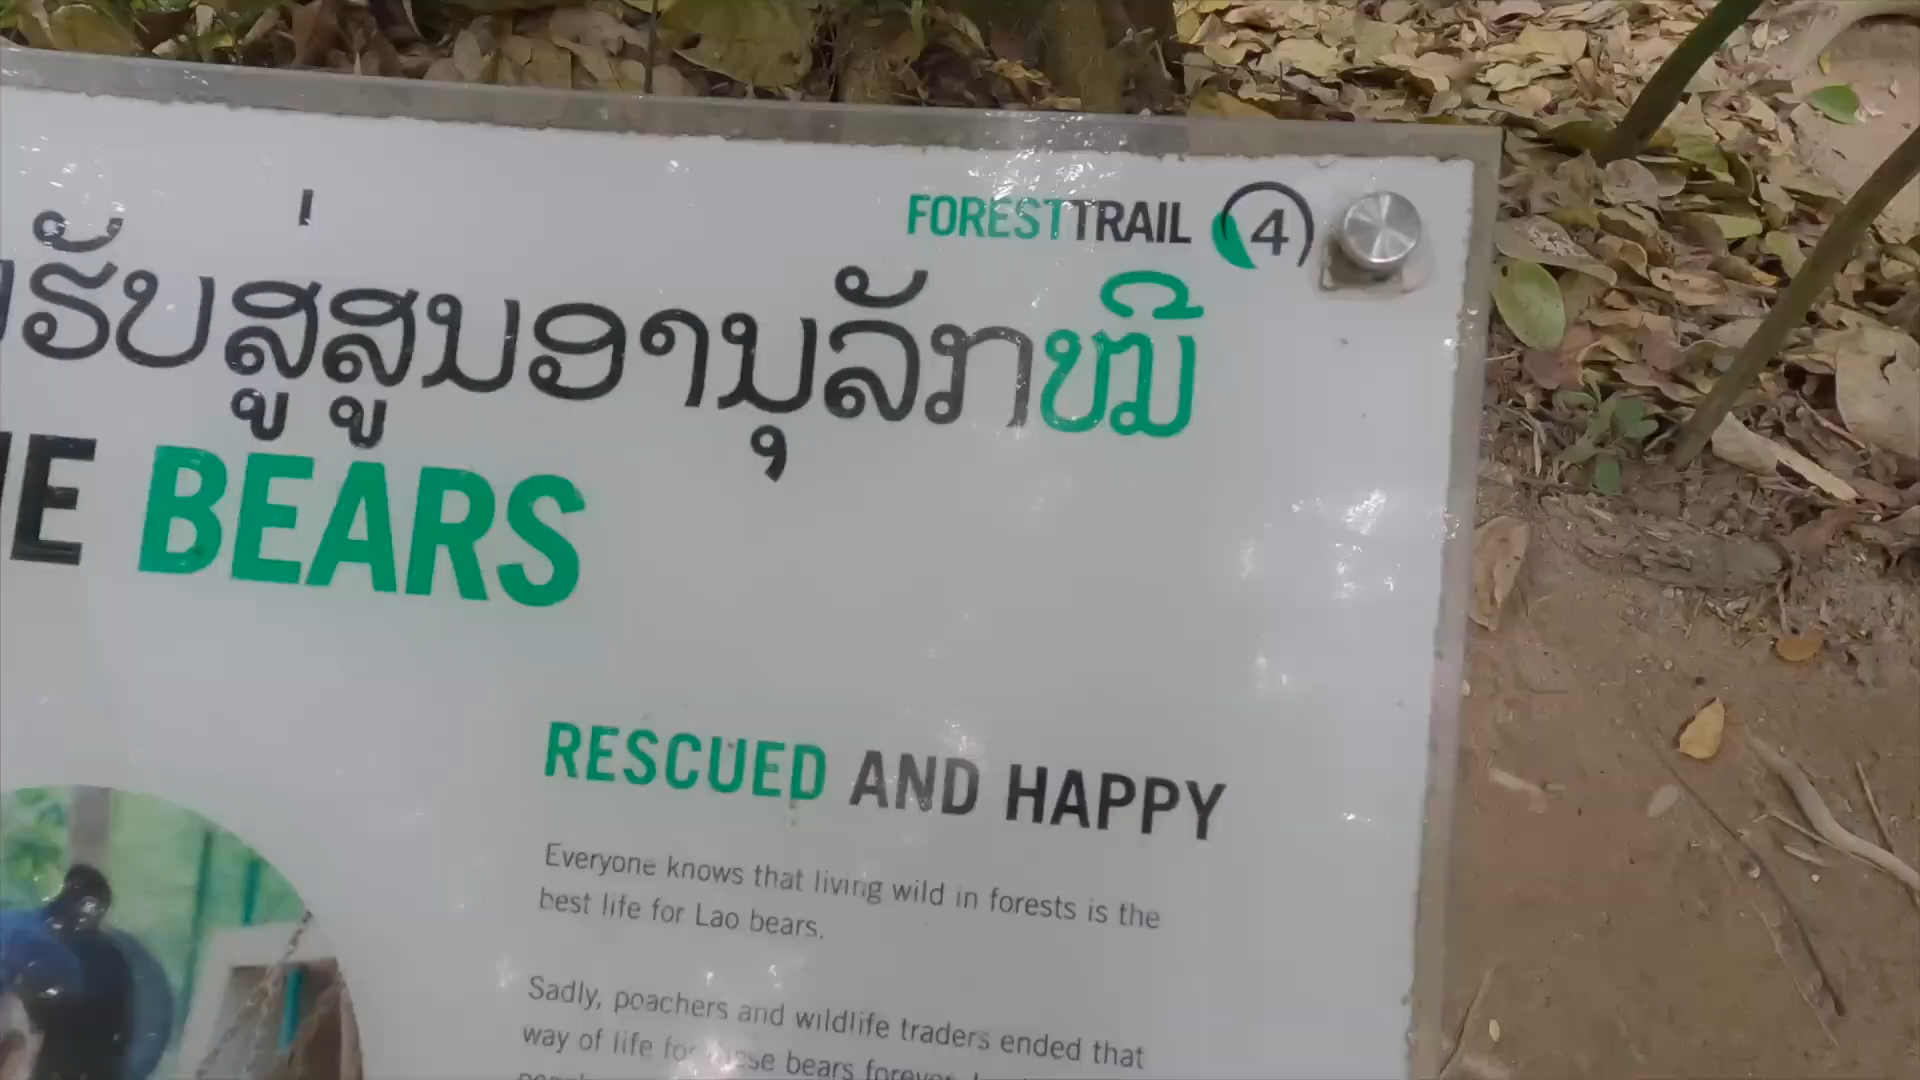 FORESTTRAIL 4
ຮັບສູ່ສູນອານຸລັກໝີ
BEARS
RESCUED AND HAPPY
Everyone knows that living wild in forests is the
best life for Lao bears.
Sadly, poachers and wildlife traders ended that
way of life for these bears forever.